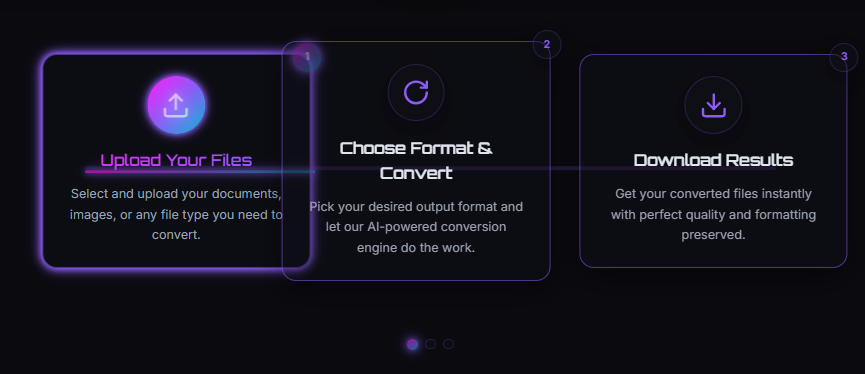 1
Upload Your Files
Select and upload your documents,
images, or any file type you need to
convert.
2
Choose Format &
Convert
Pick your desired output format and
let our AI-powered conversion
engine do the work.
3
Download Results
Get your converted files instantly
with perfect quality and formatting
preserved.